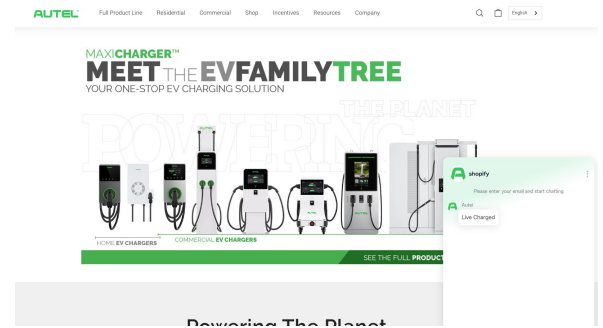 AUTEL
Full Product Line Residential Commercial Shop Incentives Resources Company
English
MAXICHARGER™
MEET THE EVFAMILYTREE
YOUR ONE-STOP EV CHARGING SOLUTION
THE PLANET
POWERING
AUTEL
HOME EV CHARGERS
COMMERCIAL EV CHARGERS
SEE THE FULL PRODUCT
shopify
Please enter your email and start chatting
Autel
Live Charged
Powering The Planet